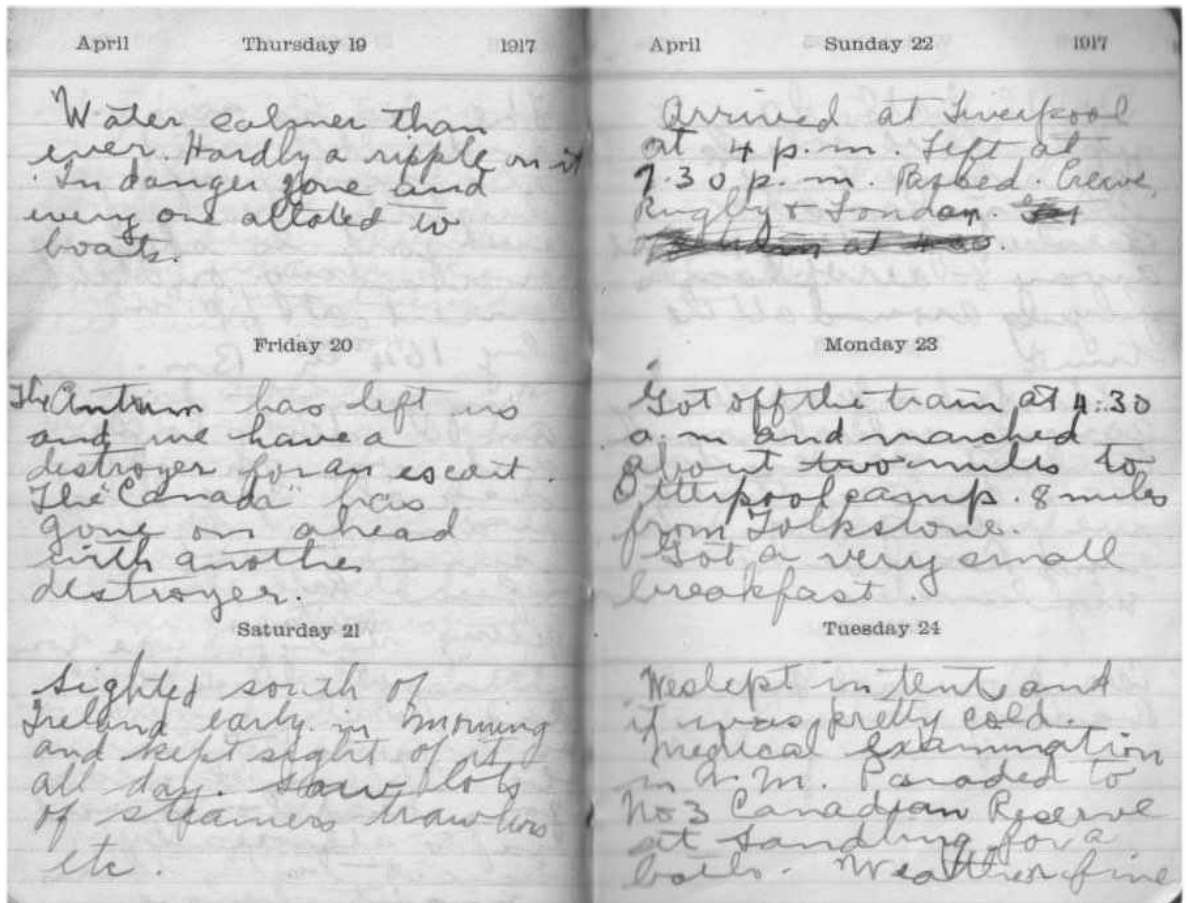 April Thursday 19 1917
Water calmer than
ever. Hardly a ripple on it
In danger zone and
every one alloted to
boats.
Friday 20
The Antrim has left us
and we have a
destroyer for an escort.
The "Canada" has
gone on ahead
with another
destroyer.
Saturday 21
Sighted south of
Ireland early in morning
and kept sight of it
all day. Saw lots
of steamers trawlers
etc.
April Sunday 22 1917
Arrived at Liverpool
at 4 p.m. Left at
7.30 p.m. Passed Crewe,
Rugby & London.
at
Monday 23
Got off the train at 4:30
a.m and marched
about two miles to
Otterpool camp. 8 miles
from Folkstone.
Got a very small
breakfast.
Tuesday 24
We slept in tents and
it was pretty cold.
Medical Examination
in A.M. Paraded to
No 3 Canadian Reserve
at Sandling for a
bath. Weather fine